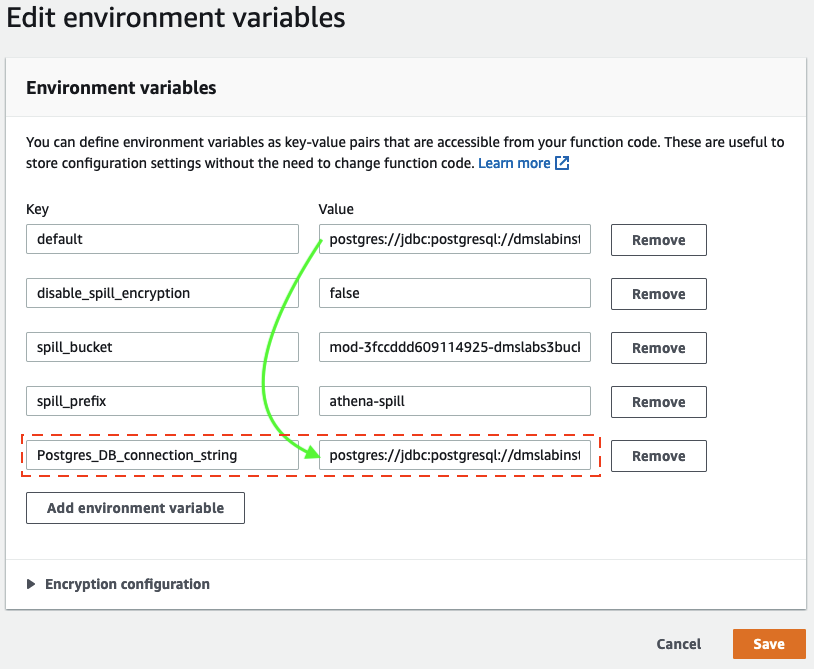 Edit environment variables
Environment variables
You can define environment variables as key-value pairs that are accessible from your function code. These are useful to
store configuration settings without the need to change function code. Learn more
Key Value
default postgres://jdbc:postgresql://dmslabinst Remove
disable_spill_encryption false Remove
spill_bucket mod-3fccddd609114925-dmslabs3buc Remove
spill_prefix athena-spill Remove
Postgres_DB_connection_string postgres://jdbc:postgresql://dmslabinst Remove
Add environment variable
Encryption configuration
Cancel Save